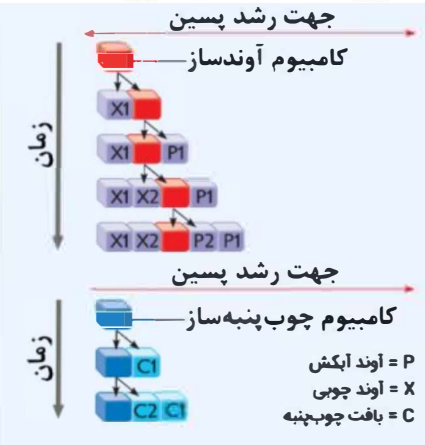 جهت رشد پسین
کامبیوم آوندساز
زمان
X1
X1 P1
X1 X2 P1
X1 X2 P2 P1
جهت رشد پسین
کامبیوم چوب‌پنبه‌ساز
زمان
C1
C2 C1
P = آوند آبکش
X = آوند چوبی
C = بافت چوب‌پنبه